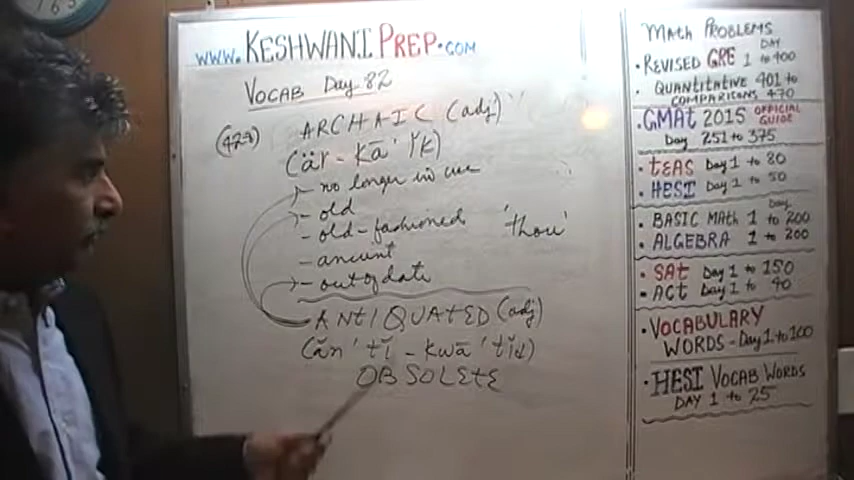 WWW.KESHWANIPREP.COM
VOCAB Day 82
ARCHAIC (adj)
(är-kā'ĭk)
- no longer in use
- old
- old-fashioned 'thou'
- ancient
- out of date
ANTIQUATED (adj)
(ăn'tĭ-kwā'tĭd)
OBSOLETE
MATH PROBLEMS
DAY
• REVISED GRE 1 to 400
• QUANTITATIVE 401 to
COMPARISONS 470
• GMAT 2015 OFFICIAL
GUIDE
Day 251 to 375
• TEAS Day 1 to 80
• HESI Day 1 to 50
Day
• BASIC MATH 1 to 200
• ALGEBRA 1 to 200
• SAT Day 1 to 150
• ACT Day 1 to 90
• VOCABULARY
WORDS - Day 1 to 100
• HESI VOCAB WORDS
DAY 1 to 25